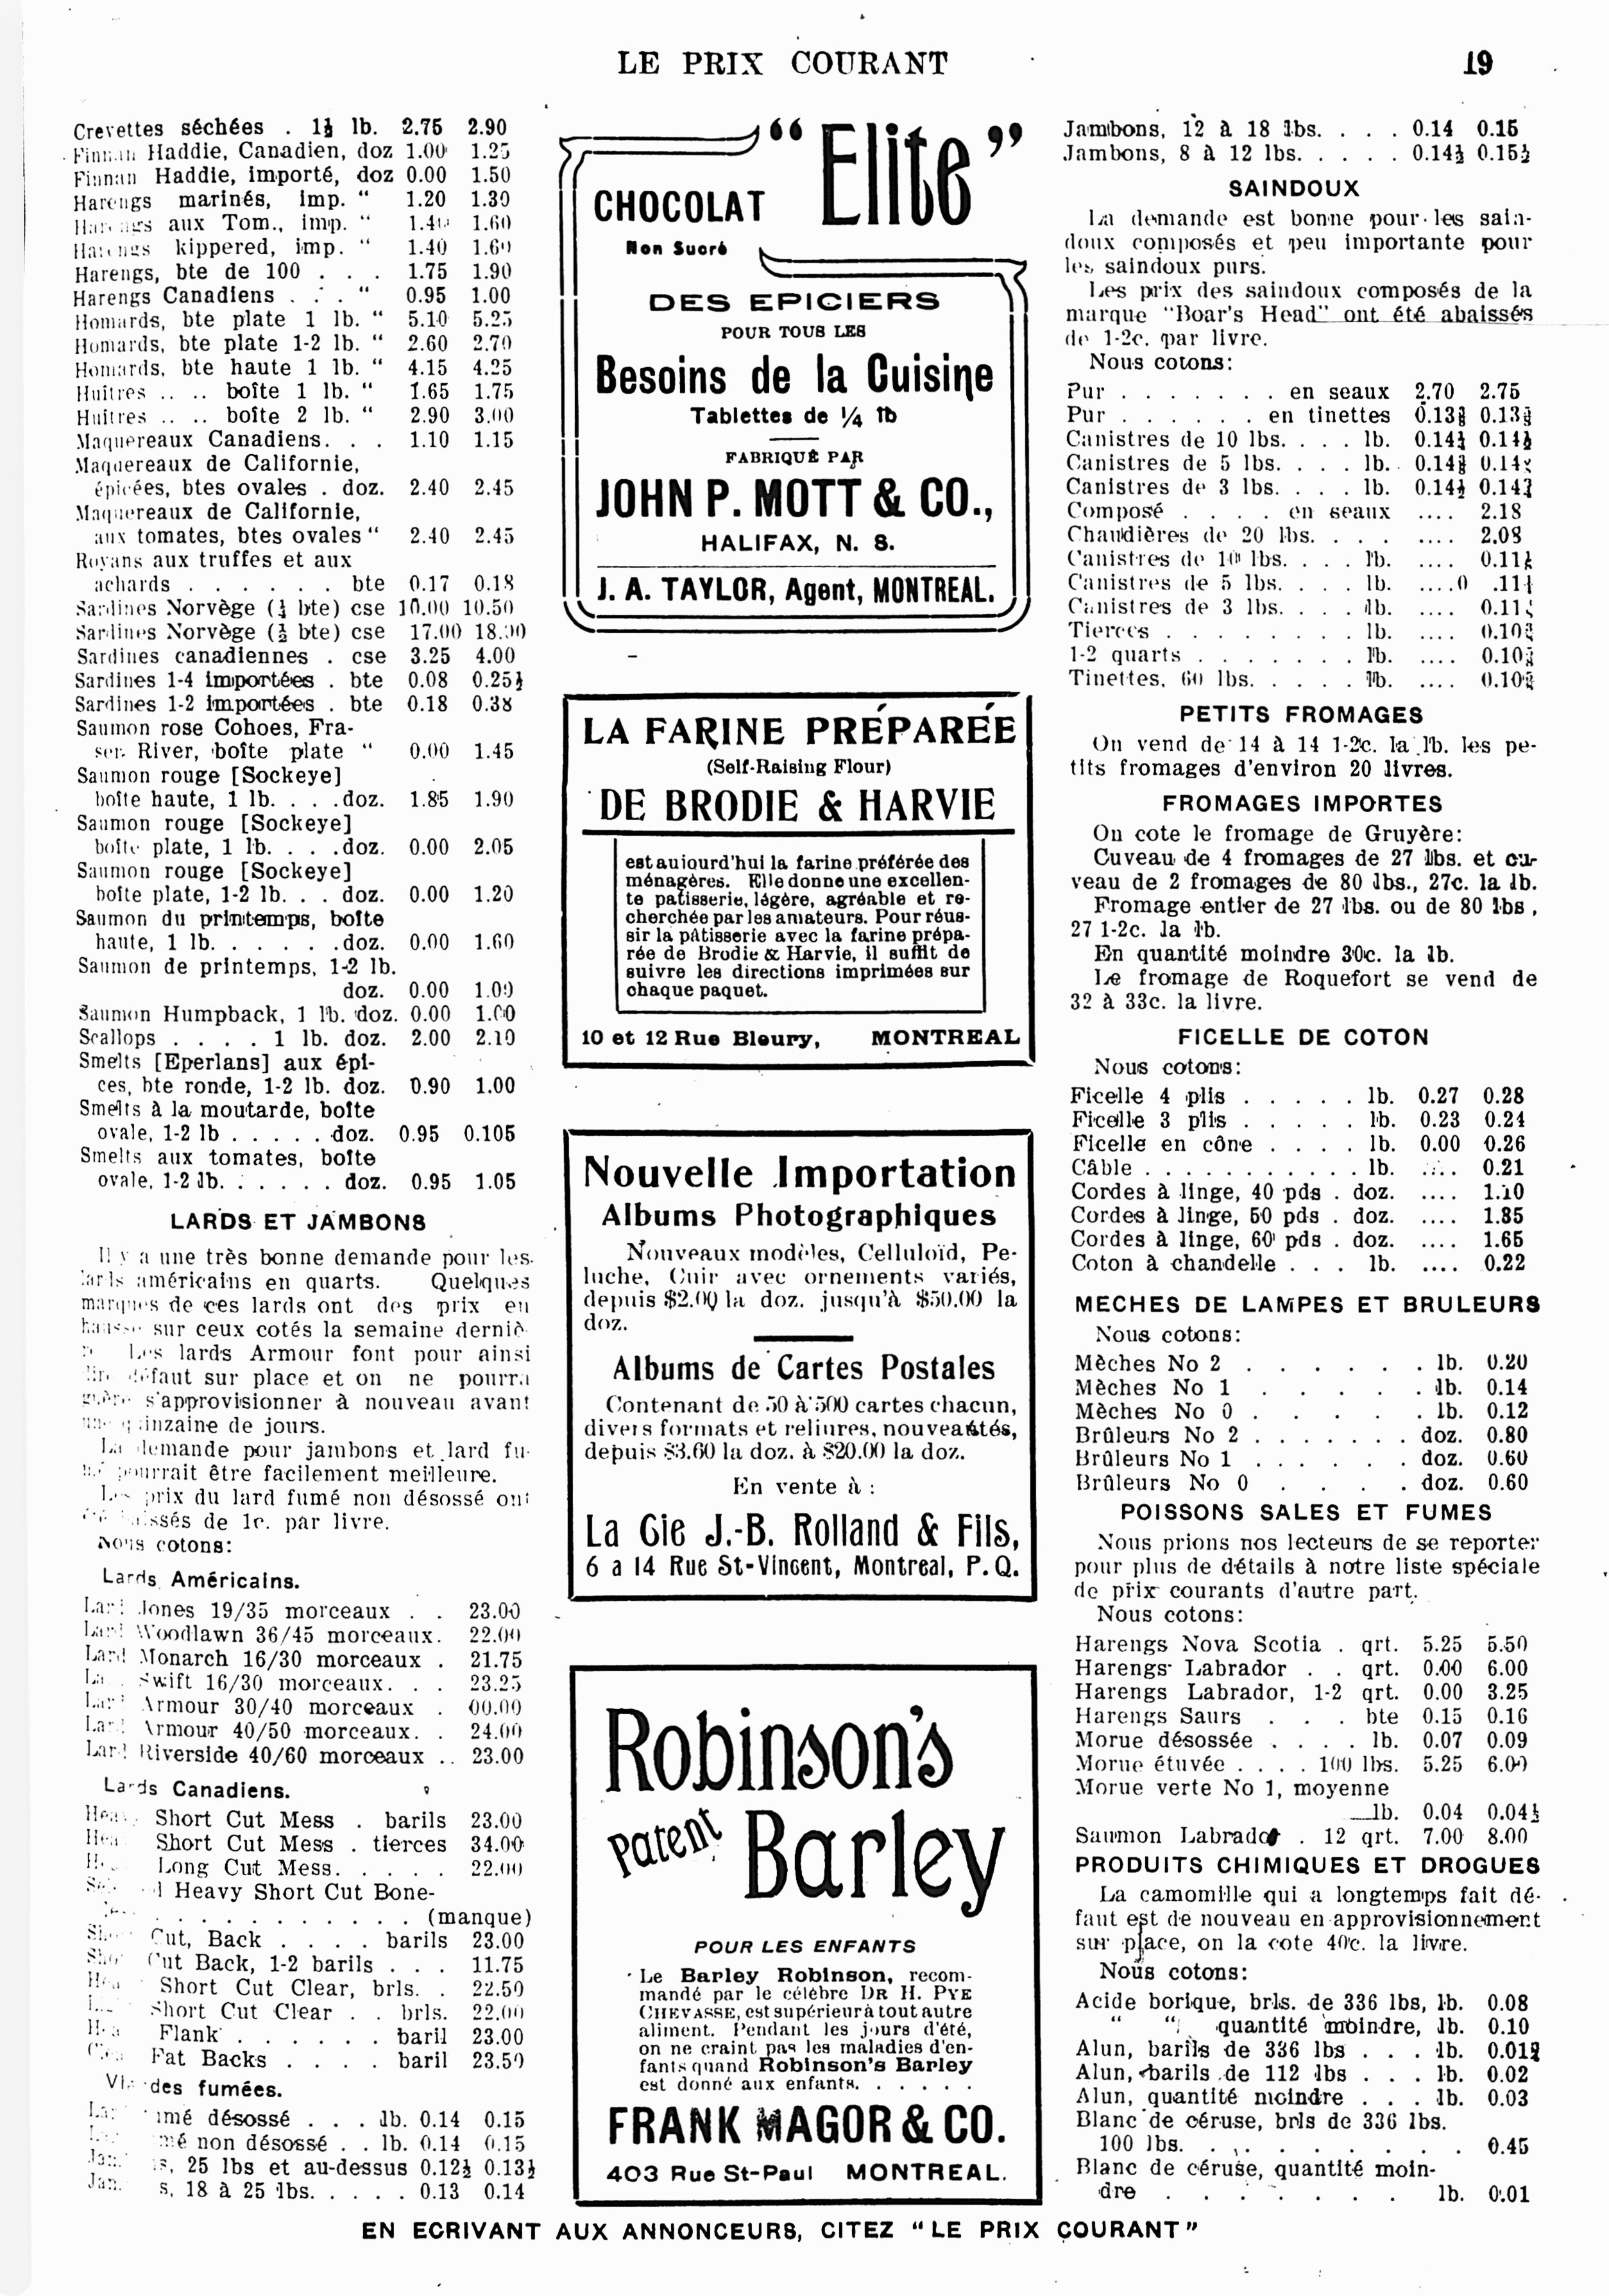 LE PRIX COURANT
19
Crevettes séchées . 1½ lb. 2.75 2.90
Finnan Haddie, Canadien, doz 1.00 1.25
Finnan Haddie, importé, doz 0.00 1.50
Harengs marinés, imp. " 1.20 1.30
Harengs aux Tom., imp. " 1.40 1.60
Harengs kippered, imp. " 1.40 1.60
Harengs, bte de 100 . . . 1.75 1.90
Harengs Canadiens . . . " 0.95 1.00
Homards, bte plate 1 lb. " 5.10 5.25
Homards, bte plate 1-2 lb. " 2.60 2.70
Homards, bte haute 1 lb. " 4.15 4.25
Huîtres .. .. boîte 1 lb. " 1.65 1.75
Huîtres .. .. boîte 2 lb. " 2.90 3.00
Maquereaux Canadiens. . . 1.10 1.15
Maquereaux de Californie,
épicées, btes ovales . doz. 2.40 2.45
Maquereaux de Californie,
aux tomates, btes ovales " 2.40 2.45
Royans aux truffes et aux
achards . . . . . . bte 0.17 0.18
Sardines Norvège (¼ bte) cse 10.00 10.50
Sardines Norvège (½ bte) cse 17.00 18.00
Sardines canadiennes . cse 3.25 4.00
Sardines 1-4 importées . bte 0.08 0.25½
Sardines 1-2 importées . bte 0.18 0.38
Saumon rose Cohoes, Fra-
ser River, boîte plate " 0.00 1.45
Saumon rouge [Sockeye]
boîte haute, 1 lb. . . .doz. 1.85 1.90
Saumon rouge [Sockeye]
boîte plate, 1 lb. . . .doz. 0.00 2.05
Saumon rouge [Sockeye]
boîte plate, 1-2 lb. . . doz. 0.00 1.20
Saumon du printemps, boîte
haute, 1 lb. . . . . .doz. 0.00 1.60
Saumon de printemps, 1-2 lb.
doz. 0.00 1.00
Saumon Humpback, 1 lb. doz. 0.00 1.00
Scallops . . . . 1 lb. doz. 2.00 2.10
Smelts [Eperlans] aux épi-
ces, bte ronde, 1-2 lb. doz. 0.90 1.00
Smelts à la moutarde, boîte
ovale, 1-2 lb . . . . . doz. 0.95 0.105
Smelts aux tomates, boîte
ovale, 1-2 lb. . . . . . doz. 0.95 1.05
LARDS ET JAMBONS
Il y a une très bonne demande pour les
lards américains en quarts. Quelques
marques de ces lards ont des prix en
hausse sur ceux cotés la semaine derniè-
Les lards Armour font pour ainsi
dire défaut sur place et on ne pourra
guère s'approvisionner à nouveau avant
une quinzaine de jours.
La demande pour jambons et lard fu-
mé pourrait être facilement meilleure.
Les prix du lard fumé non désossé ont
été baissés de 1c. par livre.
Nous cotons:
Lards Américains.
Lard Jones 19/35 morceaux . . 23.00
Lard Woodlawn 36/45 morceaux. 22.00
Lard Monarch 16/30 morceaux . 21.75
Lard Swift 16/30 morceaux. . . 23.25
Lard Armour 30/40 morceaux . 00.00
Lard Armour 40/50 morceaux. . 24.00
Lard Riverside 40/60 morceaux .. 23.00
Lards Canadiens.
Heavy Short Cut Mess . barils 23.00
Heavy Short Cut Mess . tierces 34.00
Long Cut Mess. . . . . 22.00
Heavy Short Cut Bone-
. . . . . . . . . . . (manque)
Short Cut, Back . . . . barils 23.00
Short Cut Back, 1-2 barils . . . 11.75
Heavy Short Cut Clear, brls. . 22.50
Short Cut Clear . . brls. 22.00
Flank . . . . . . baril 23.00
Clear Fat Backs . . . . baril 23.50
Viandes fumées.
Lard fumé désossé . . . lb. 0.14 0.15
Lard fumé non désossé . . lb. 0.14 0.15
Jambons, 25 lbs et au-dessus 0.12½ 0.13½
Jambons, 18 à 25 lbs. . . . . 0.13 0.14
CHOCOLAT
"Elite"
Non Sucré
DES EPICIERS
POUR TOUS LES
Besoins de la Cuisine
Tablettes de ¼ lb
FABRIQUÉ PAR
JOHN P. MOTT & CO.,
HALIFAX, N. S.
J. A. TAYLOR, Agent, MONTREAL.
LA FARINE PRÉPARÉE
(Self-Raising Flour)
DE BRODIE & HARVIE
est aujourd'hui la farine préférée des
ménagères. Elle donne une excellen-
te patisserie, légère, agréable et re-
cherchée par les amateurs. Pour réus-
sir la pâtisserie avec la farine prépa-
rée de Brodie & Harvie, il suffit de
suivre les directions imprimées sur
chaque paquet.
10 et 12 Rue Bleury, MONTREAL
Nouvelle Importation
Albums Photographiques
Nouveaux modèles, Celluloïd, Pe-
luche, Cuir avec ornements variés,
depuis $2.00 la doz. jusqu'à $50.00 la
doz.
Albums de Cartes Postales
Contenant de 50 à 500 cartes chacun,
divers formats et reliures, nouveautés,
depuis $3.60 la doz. à $20.00 la doz.
En vente à :
La Cie J.-B. Rolland & Fils,
6 a 14 Rue St-Vincent, Montreal, P.Q.
Robinson's
Patent Barley
POUR LES ENFANTS
Le Barley Robinson, recom-
mandé par le célèbre DR H. PYE
CHEVASSE, est supérieur à tout autre
aliment. Pendant les jours d'été,
on ne craint pas les maladies d'en-
fants quand Robinson's Barley
est donné aux enfants. . . . . .
FRANK MAGOR & CO.
403 Rue St-Paul MONTREAL.
Jambons, 12 à 18 lbs. . . . 0.14 0.15
Jambons, 8 à 12 lbs. . . . . 0.14½ 0.15½
SAINDOUX
La demande est bonne pour les sain-
doux composés et peu importante pour
les saindoux purs.
Les prix des saindoux composés de la
marque "Boar's Head" ont été abaissés
de 1-2c. par livre.
Nous cotons:
Pur . . . . . . . en seaux 2.70 2.75
Pur . . . . . . en tinettes
Canistres de 10 lbs. . . . lb.
Canistres de 5 lbs. . . . lb.
Canistres de 3 lbs. . . . lb.
Composé . . . . en seaux .... 2.18
Chaudières de 20 lbs. . . . .... 2.08
Canistres de 10 lbs. . . . lb. ....
Canistres de 5 lbs. . . . lb. ....0
Canistres de 3 lbs. . . . lb. ....
Tierces . . . . . . . . lb. ....
1-2 quarts . . . . . . . lb. ....
Tinettes, 60 lbs. . . . . lb. ....
PETITS FROMAGES
On vend de 14 à 14 1-2c. la lb. les pe-
tits fromages d'environ 20 livres.
FROMAGES IMPORTES
On cote le fromage de Gruyère:
Cuveau de 4 fromages de 27 lbs. et cu-
veau de 2 fromages de 80 lbs., 27c. la lb.
Fromage entier de 27 lbs. ou de 80 lbs,
27 1-2c. la lb.
En quantité moindre 30c. la lb.
Le fromage de Roquefort se vend de
32 à 33c. la livre.
FICELLE DE COTON
Nous cotons:
Ficelle 4 plis . . . . . lb. 0.27 0.28
Ficelle 3 plis . . . . . lb. 0.23 0.24
Ficelle en cône . . . . lb. 0.00 0.26
Câble . . . . . . . . . . lb. .... 0.21
Cordes à linge, 40 pds . doz. .... 1.10
Cordes à linge, 50 pds . doz. .... 1.35
Cordes à linge, 60 pds . doz. .... 1.65
Coton à chandelle . . . lb. .... 0.22
MECHES DE LAMPES ET BRULEURS
Nous cotons:
Mèches No 2 . . . . . . lb. 0.20
Mèches No 1 . . . . . lb. 0.14
Mèches No 0 . . . . . lb. 0.12
Brûleurs No 2 . . . . . . . doz. 0.80
Brûleurs No 1 . . . . . . doz. 0.60
Brûleurs No 0 . . . . doz. 0.60
POISSONS SALES ET FUMES
Nous prions nos lecteurs de se reporter
pour plus de détails à notre liste spéciale
de prix courants d'autre part.
Nous cotons:
Harengs Nova Scotia . qrt. 5.25 5.50
Harengs Labrador . . qrt. 0.00 6.00
Harengs Labrador, 1-2 qrt. 0.00 3.25
Harengs Saurs . . . bte 0.15 0.16
Morue désossée . . . . lb. 0.07 0.09
Morue étuvée . . . . 100 lbs. 5.25 6.00
Morue verte No 1, moyenne
lb. 0.04 0.04½
Saumon Labrador . 12 qrt. 7.00 8.00
PRODUITS CHIMIQUES ET DROGUES
La camomille qui a longtemps fait dé-
faut est de nouveau en approvisionnement
sur place, on la cote 40c. la livre.
Nous cotons:
Acide borique, brls. de 336 lbs, lb. 0.08
" " quantité moindre, lb. 0.10
Alun, barils de 336 lbs . . . lb.
Alun, barils de 112 lbs . . . lb. 0.02
Alun, quantité moindre . . . lb. 0.03
Blanc de céruse, brls de 336 lbs.
100 lbs. . . . . . . . . 0.45
Blanc de céruse, quantité moin-
dre . . . . . . . lb. 0.01
EN ECRIVANT AUX ANNONCEURS, CITEZ "LE PRIX COURANT"